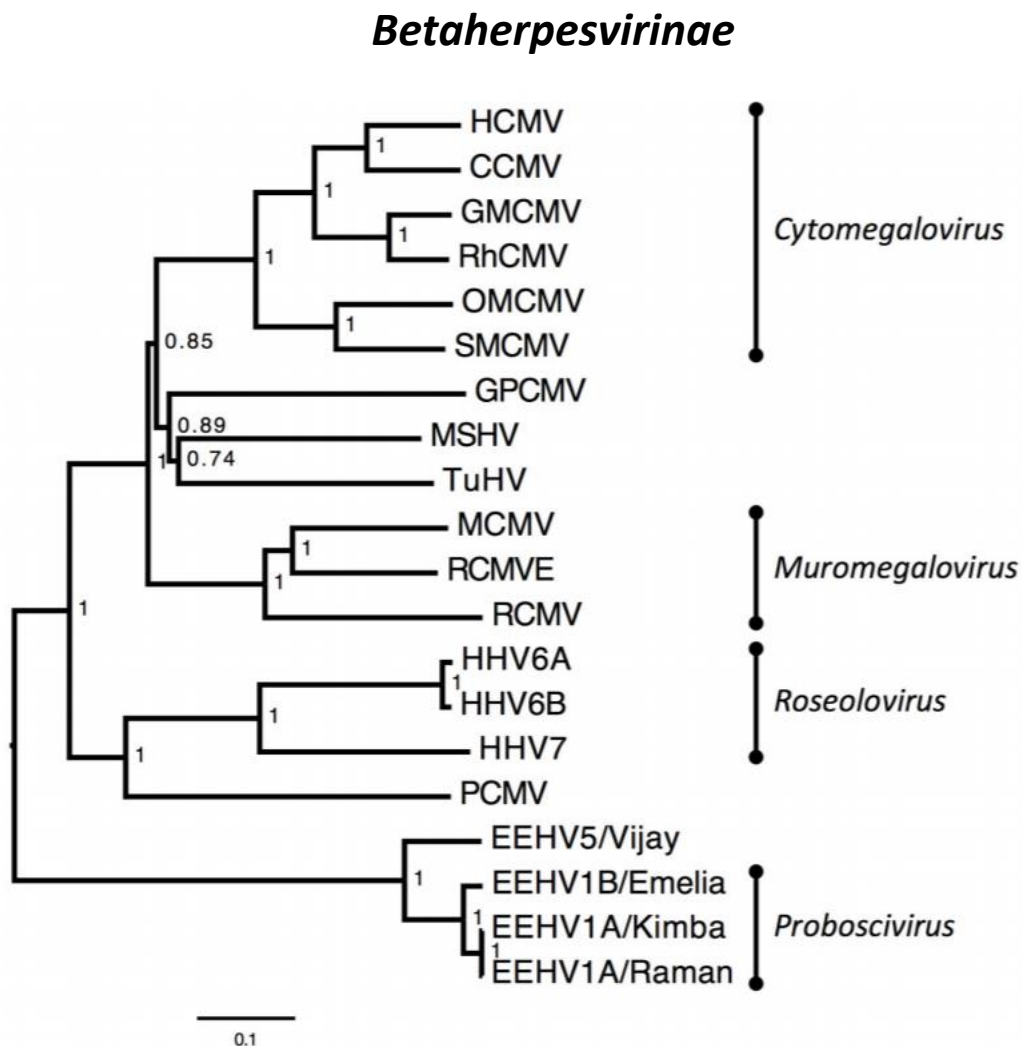 Betaherpesvirinae
HCMV
1
CCMV
1
GMCMV
1
RhCMV
Cytomegalovirus
1
OMCMV
1
SMCMV
0.85
GPCMV
0.89
MSHV
1
0.74
TuHV
MCMV
1
RCMVE
1
Muromegalovirus
RCMV
1
HHV6A
1
HHV6B
Roseolovirus
1
HHV7
1
PCMV
EEHV5/Vijay
1
EEHV1B/Emelia
1
EEHV1A/Kimba
Proboscivirus
1
EEHV1A/Raman
0.1